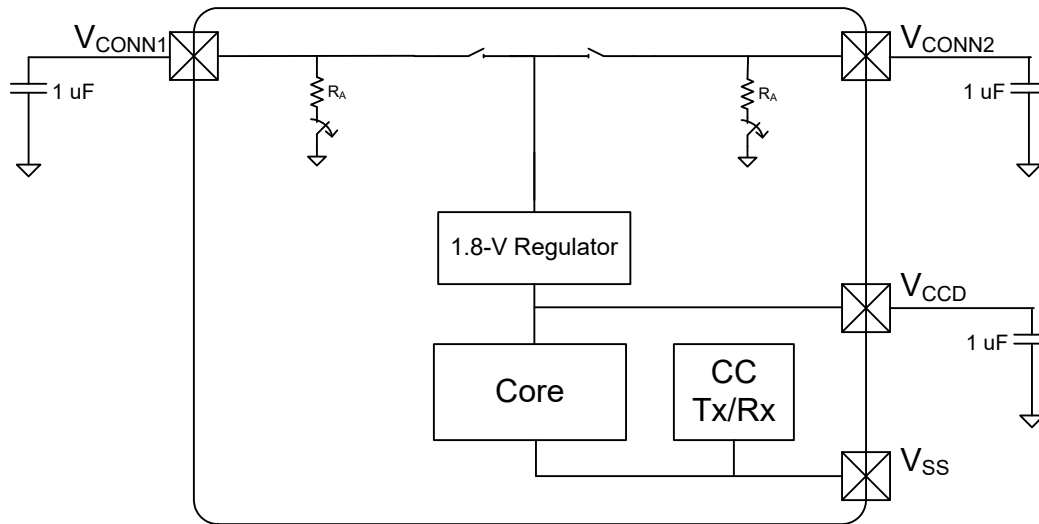 VCONN1
VCONN2
1 uF
RA
RA
1 uF
1.8-V Regulator
VCCD
1 uF
Core
CC
Tx/Rx
VSS